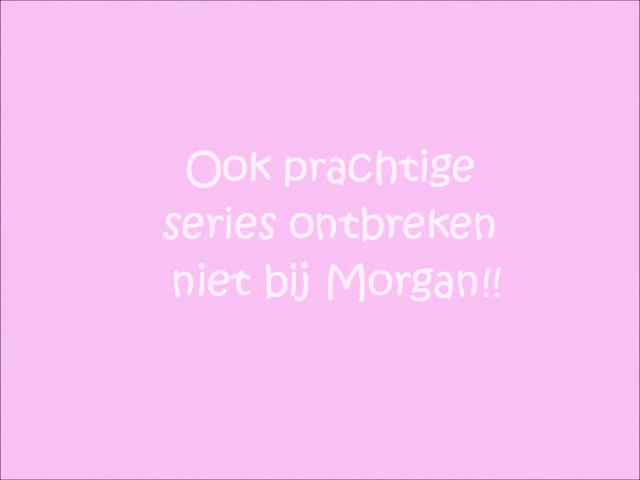 Ook prachtige
series ontbreken
niet bij Morgan!!